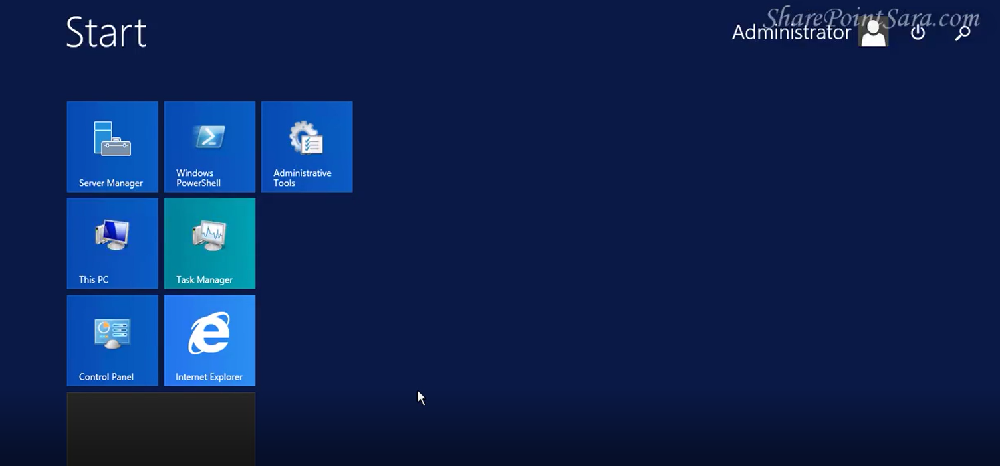 SharePointSara.com
Start
Administrator
Server Manager
Windows
PowerShell
Administrative
Tools
This PC
Task Manager
Control Panel
Internet Explorer